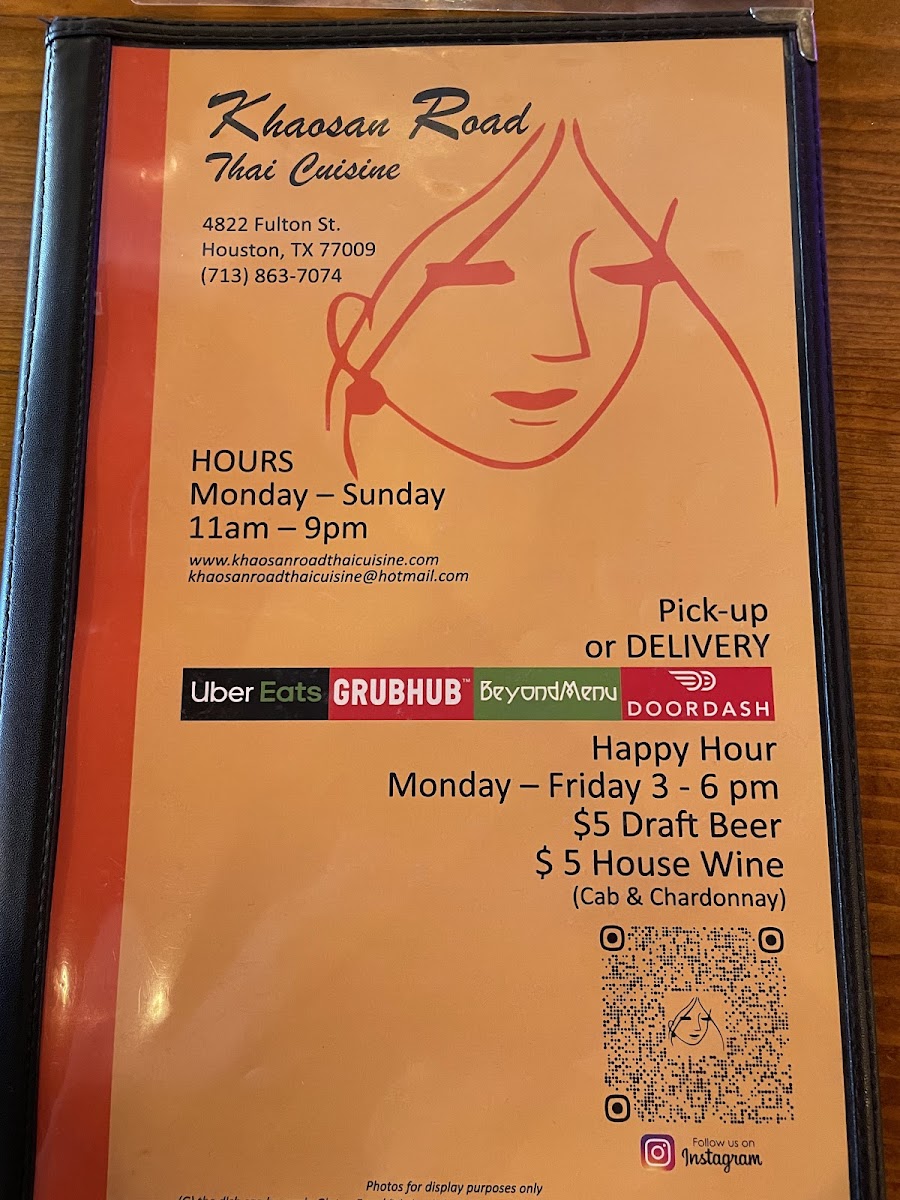 Khaosan Road
Thai Cuisine
4822 Fulton St.
Houston, TX 77009
(713) 863-7074
HOURS
Monday – Sunday
11am – 9pm
www.khaosanroadthaicuisine.com
khaosanroadthaicuisine@hotmail.com
Pick-up
or DELIVERY
Uber Eats GRUBHUB™ BeyondMenu DOORDASH
Happy Hour
Monday – Friday 3 - 6 pm
$5 Draft Beer
$ 5 House Wine
(Cab & Chardonnay)
Follow us on
Instagram
Photos for display purposes only